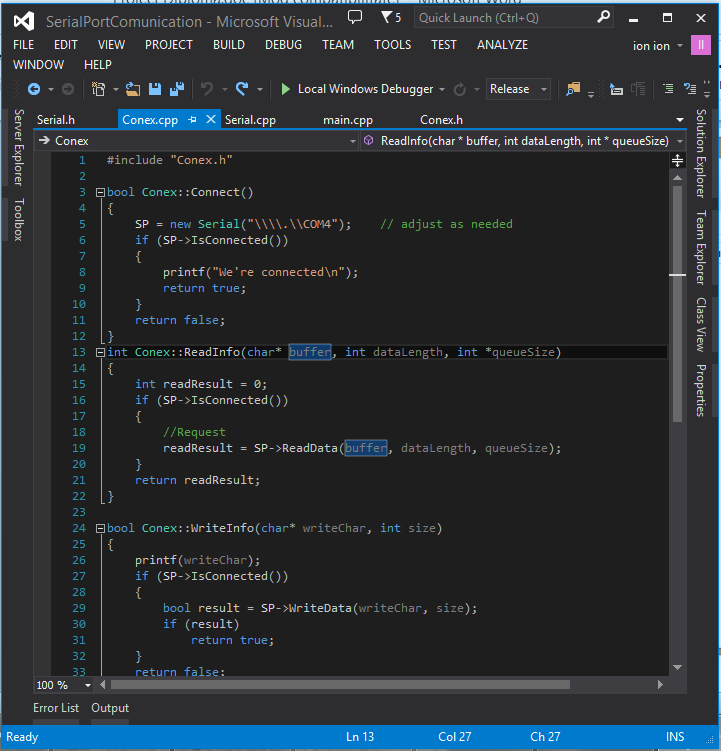 SerialPortComunication - Microsoft Visual... 5 Quick Launch (Ctrl+Q)
FILE EDIT VIEW PROJECT BUILD DEBUG TEAM TOOLS TEST ANALYZE ion ion II
WINDOW HELP
Local Windows Debugger Release
Serial.h Conex.cpp Serial.cpp main.cpp Conex.h
Conex ReadInfo(char * buffer, int dataLength, int * queueSize)
Server Explorer
Toolbox
1 #include "Conex.h"
2
3 bool Conex::Connect()
4 {
5 SP = new Serial("\\\\.\\COM4"); // adjust as needed
6 if (SP->IsConnected())
7 {
8 printf("We're connected\n");
9 return true;
10 }
11 return false;
12 }
13 int Conex::ReadInfo(char* buffer, int dataLength, int *queueSize)
14 {
15 int readResult = 0;
16 if (SP->IsConnected())
17 {
18 //Request
19 readResult = SP->ReadData(buffer, dataLength, queueSize);
20 }
21 return readResult;
22 }
23
24 bool Conex::WriteInfo(char* writeChar, int size)
25 {
26 printf(writeChar);
27 if (SP->IsConnected())
28 {
29 bool result = SP->WriteData(writeChar, size);
30 if (result)
31 return true;
32 }
33 return false;
Solution Explorer
Team Explorer
Class View
Properties
100 %
Error List Output
Ready Ln 13 Col 27 Ch 27 INS